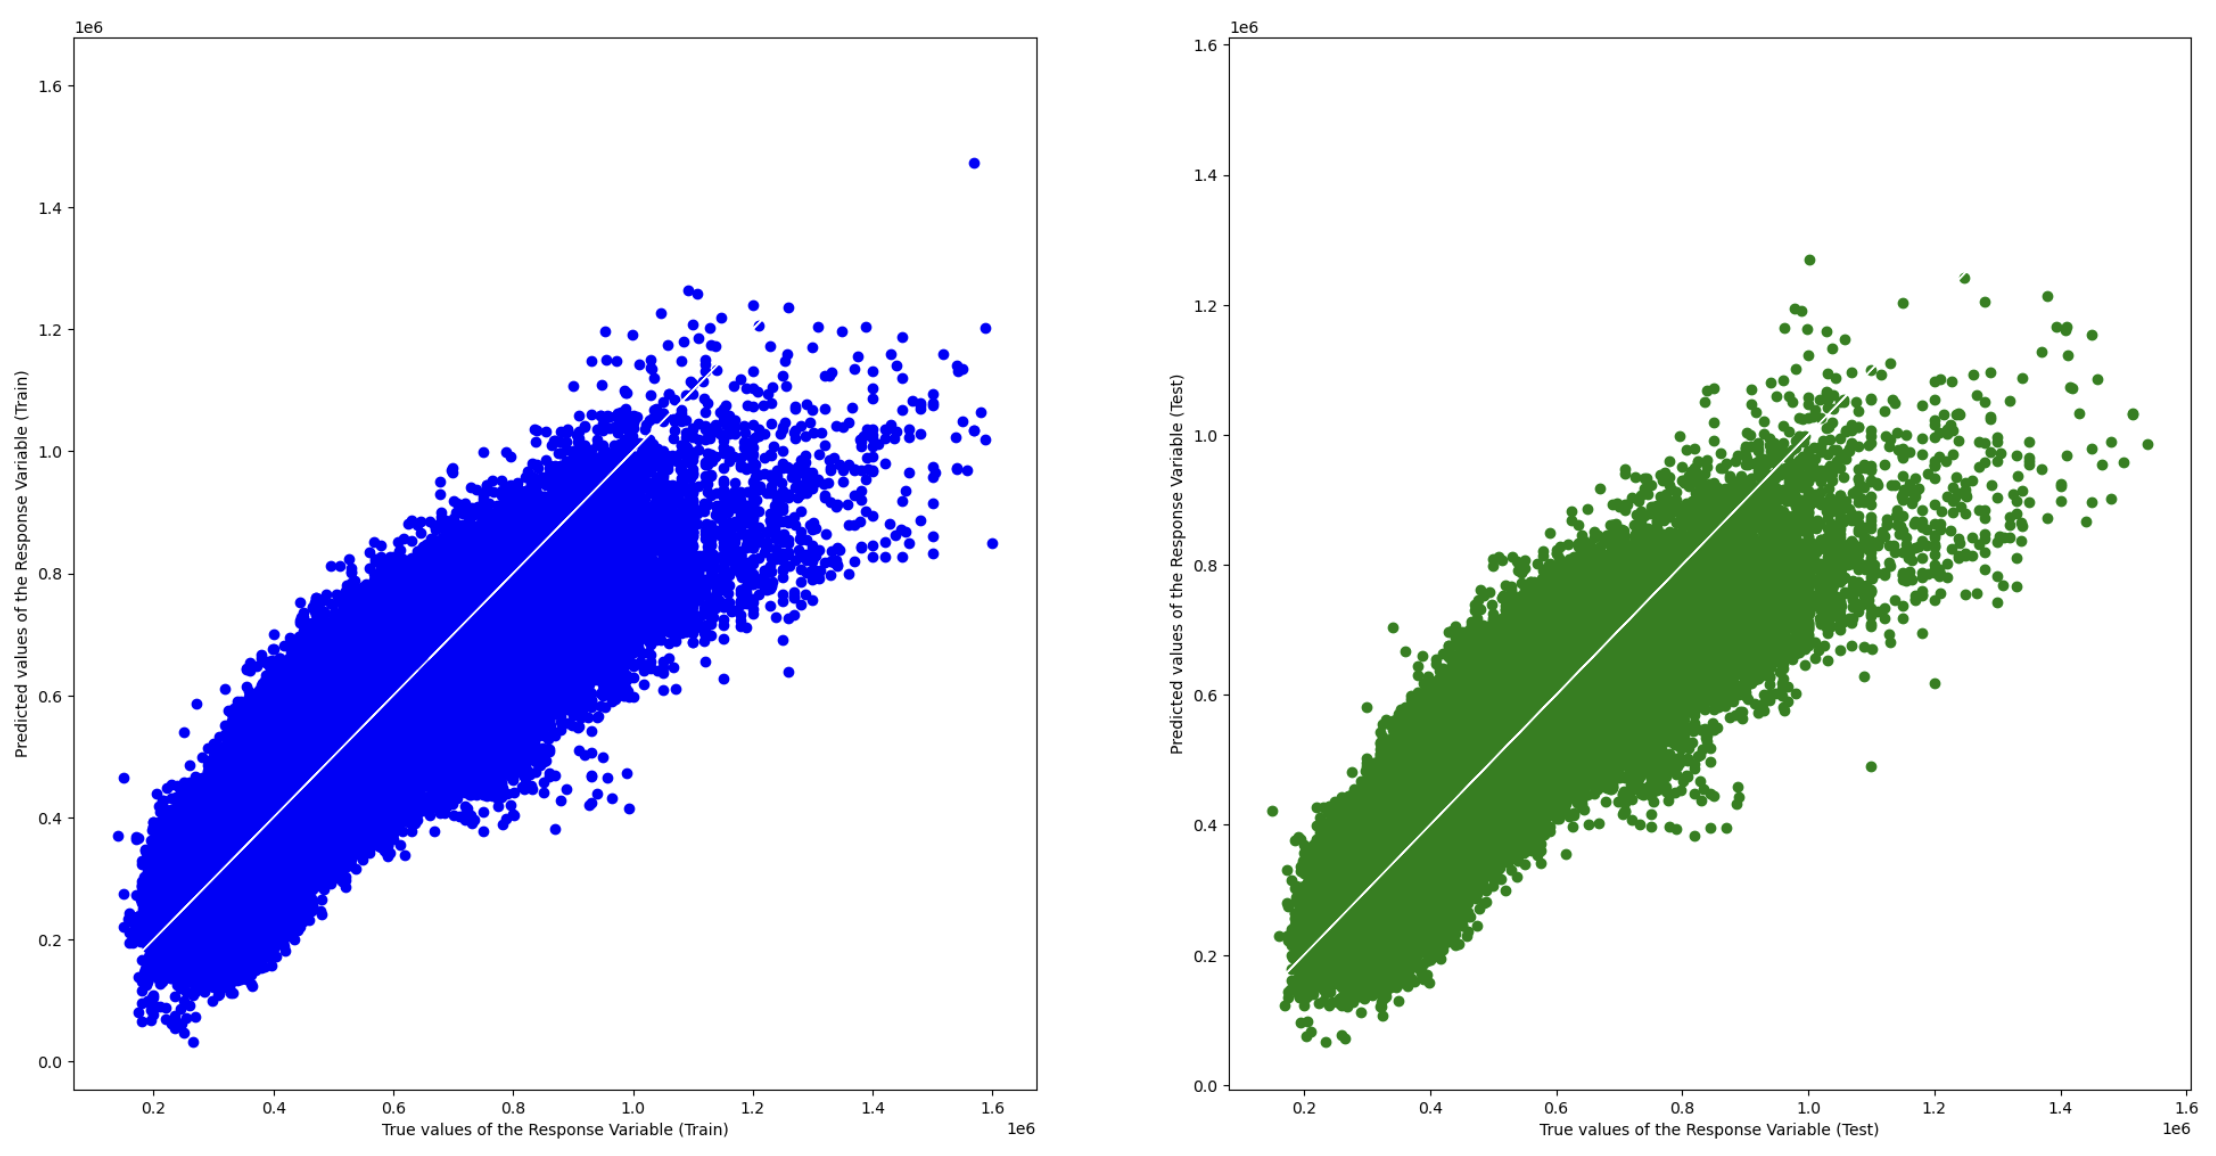 1e6
1.6
1.4
1.2
1.0
0.8
0.6
0.4
0.2
0.0
Predicted values of the Response Variable (Train)
0.2 0.4 0.6 0.8 1.0 1.2 1.4 1.6
True values of the Response Variable (Train)
1e6
1e6
1.6
1.4
1.2
1.0
0.8
0.6
0.4
0.2
0.0
Predicted values of the Response Variable (Test)
0.2 0.4 0.6 0.8 1.0 1.2 1.4 1.6
True values of the Response Variable (Test)
1e6